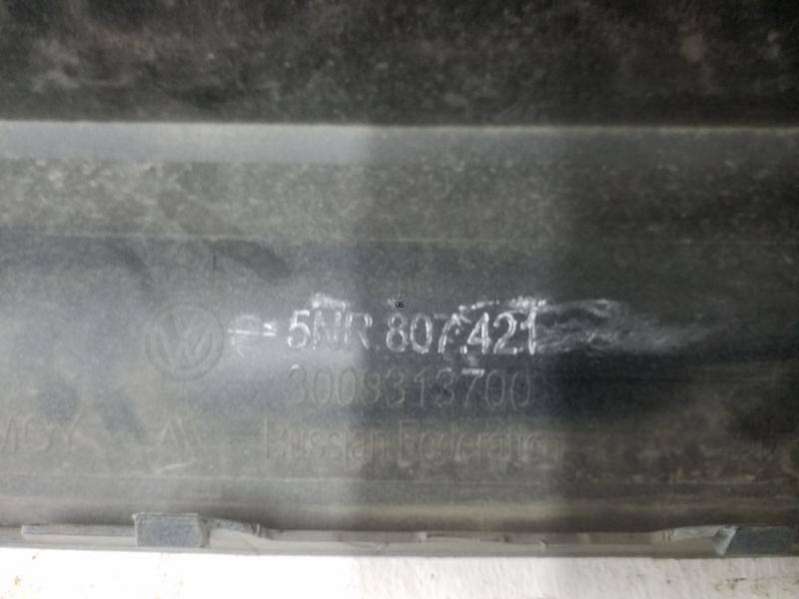 5NR.807.421
3008313700
Russian Federation